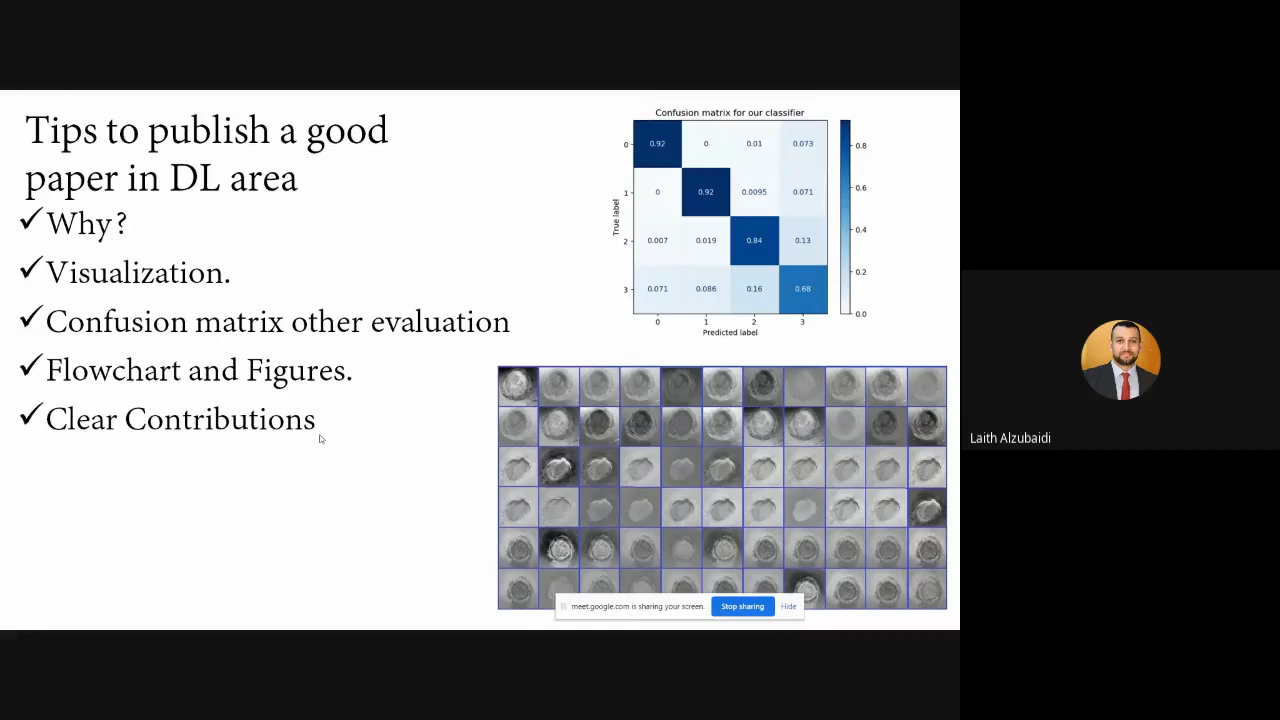 Tips to publish a good
paper in DL area
✓Why?
✓Visualization.
✓Confusion matrix other evaluation
✓Flowchart and Figures.
✓Clear Contributions
Confusion matrix for our classifier
True label
0
0.92
0
0.01
0.073
1
0
0.92
0.0095
0.071
2
0.007
0.019
0.84
0.13
3
0.071
0.086
0.16
0.68
0
1
2
3
Predicted label
0.8
0.6
0.4
0.2
0.0
meet.google.com is sharing your screen.
Stop sharing
Hide
Laith Alzubaidi